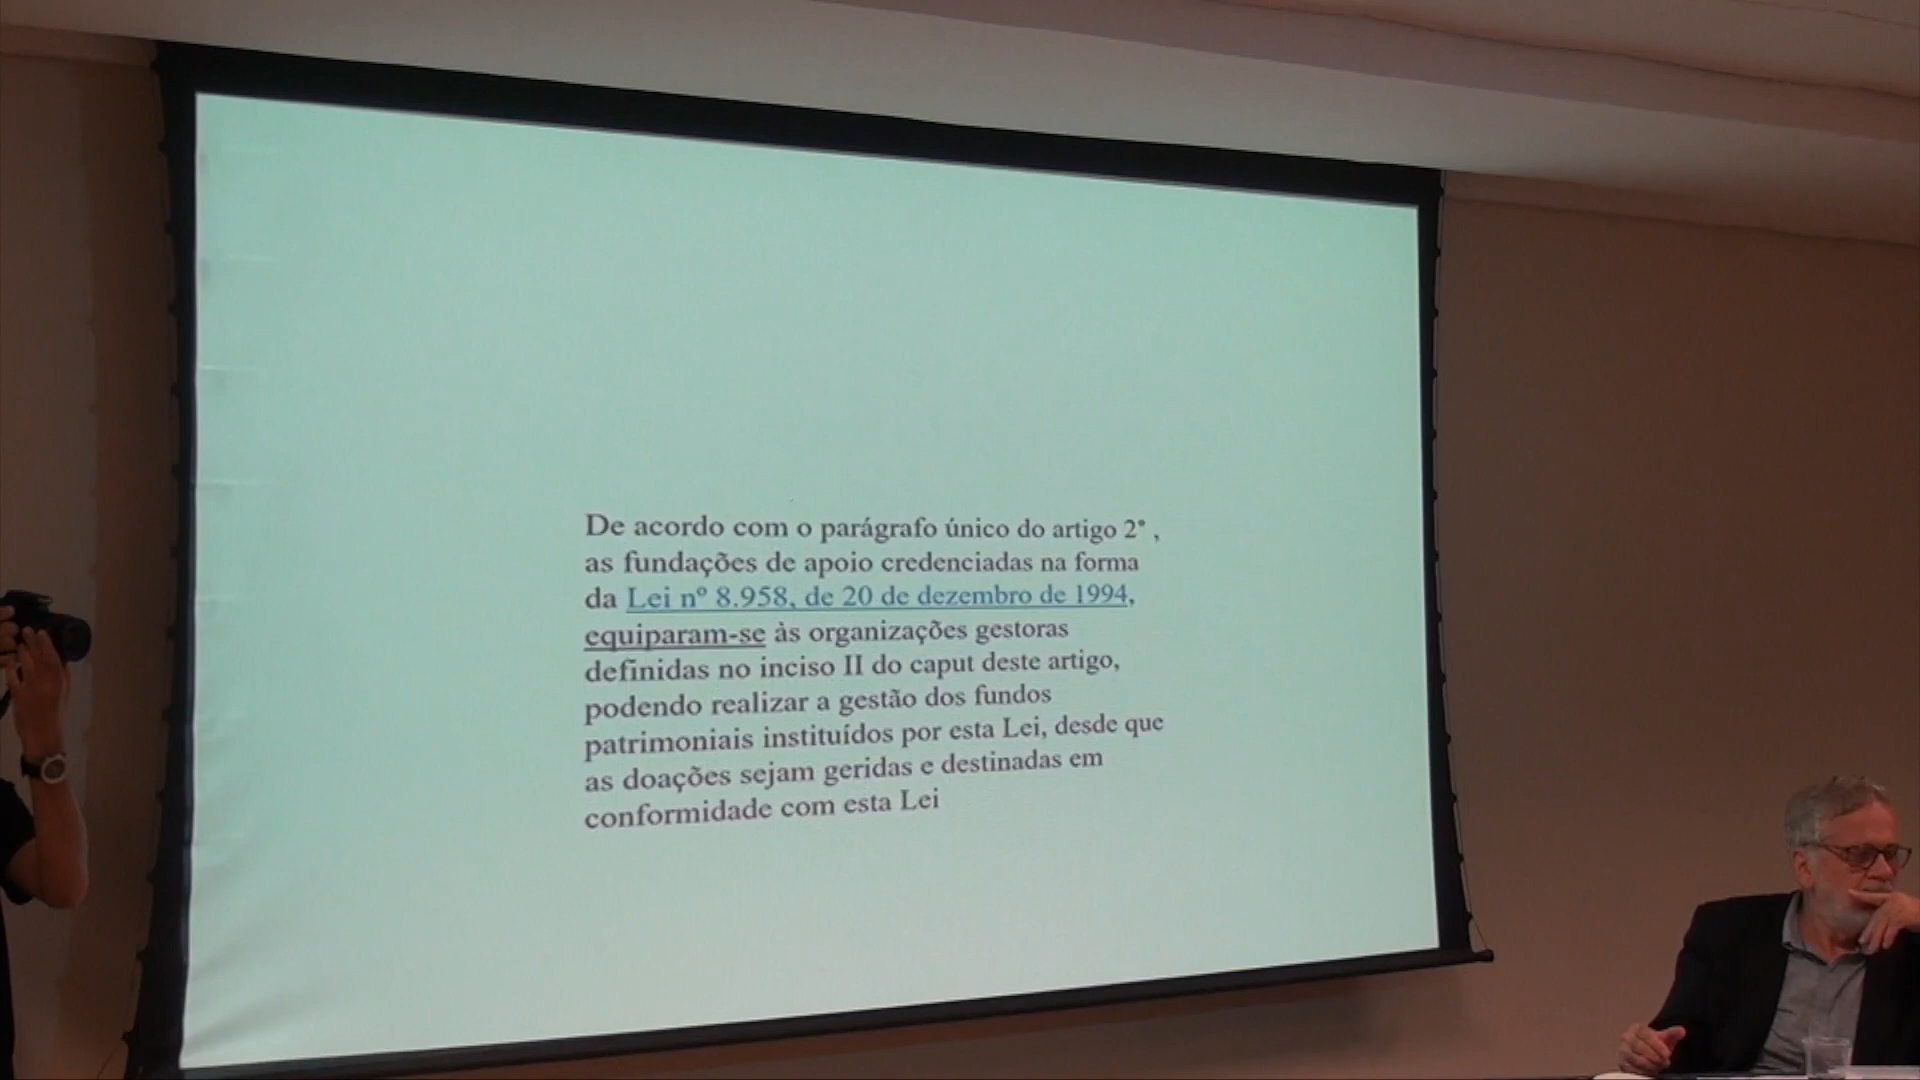 De acordo com o parágrafo único do artigo 2º ,
as fundações de apoio credenciadas na forma
da Lei nº 8.958, de 20 de dezembro de 1994,
equiparam-se às organizações gestoras
definidas no inciso II do caput deste artigo,
podendo realizar a gestão dos fundos
patrimoniais instituídos por esta Lei, desde que
as doações sejam geridas e destinadas em
conformidade com esta Lei